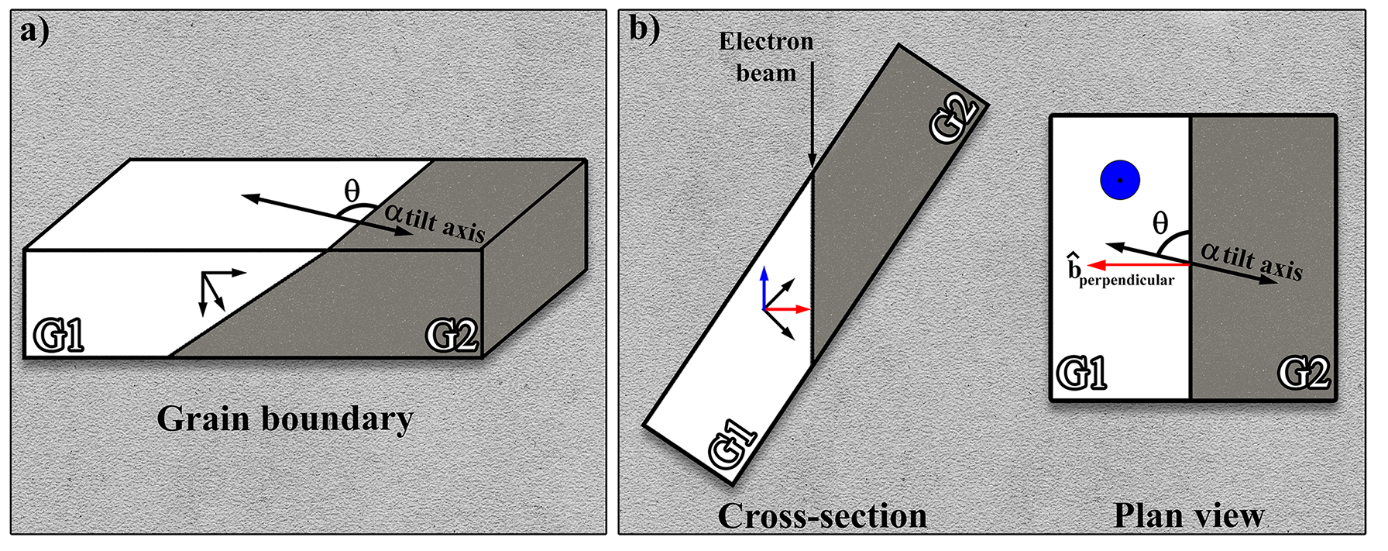 a)
θ
α tilt axis
G1
G2
Grain boundary
b)
Electron
beam
G2
G1
Cross-section
θ
α tilt axis
b̂perpendicular
G1
G2
Plan view